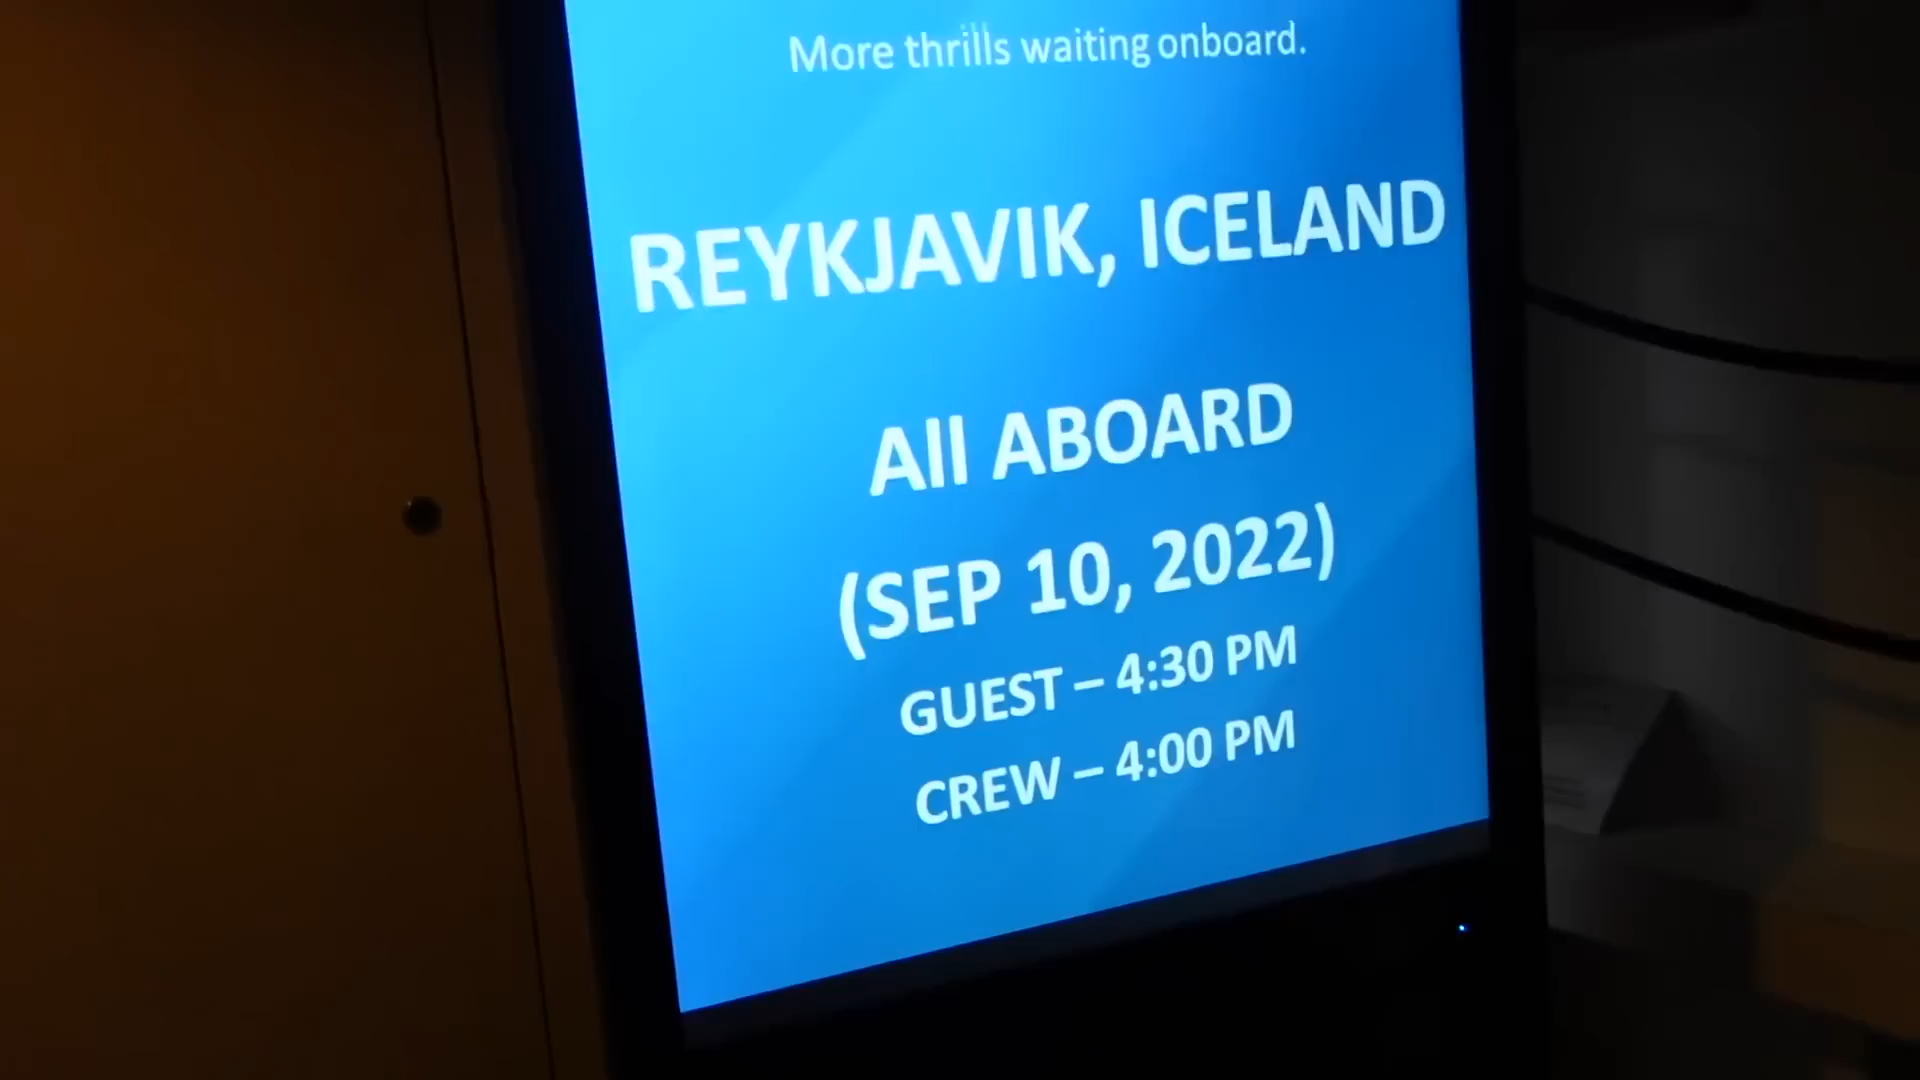 More thrills waiting onboard.
REYKJAVIK, ICELAND
All ABOARD
(SEP 10, 2022)
GUEST – 4:30 PM
CREW – 4:00 PM